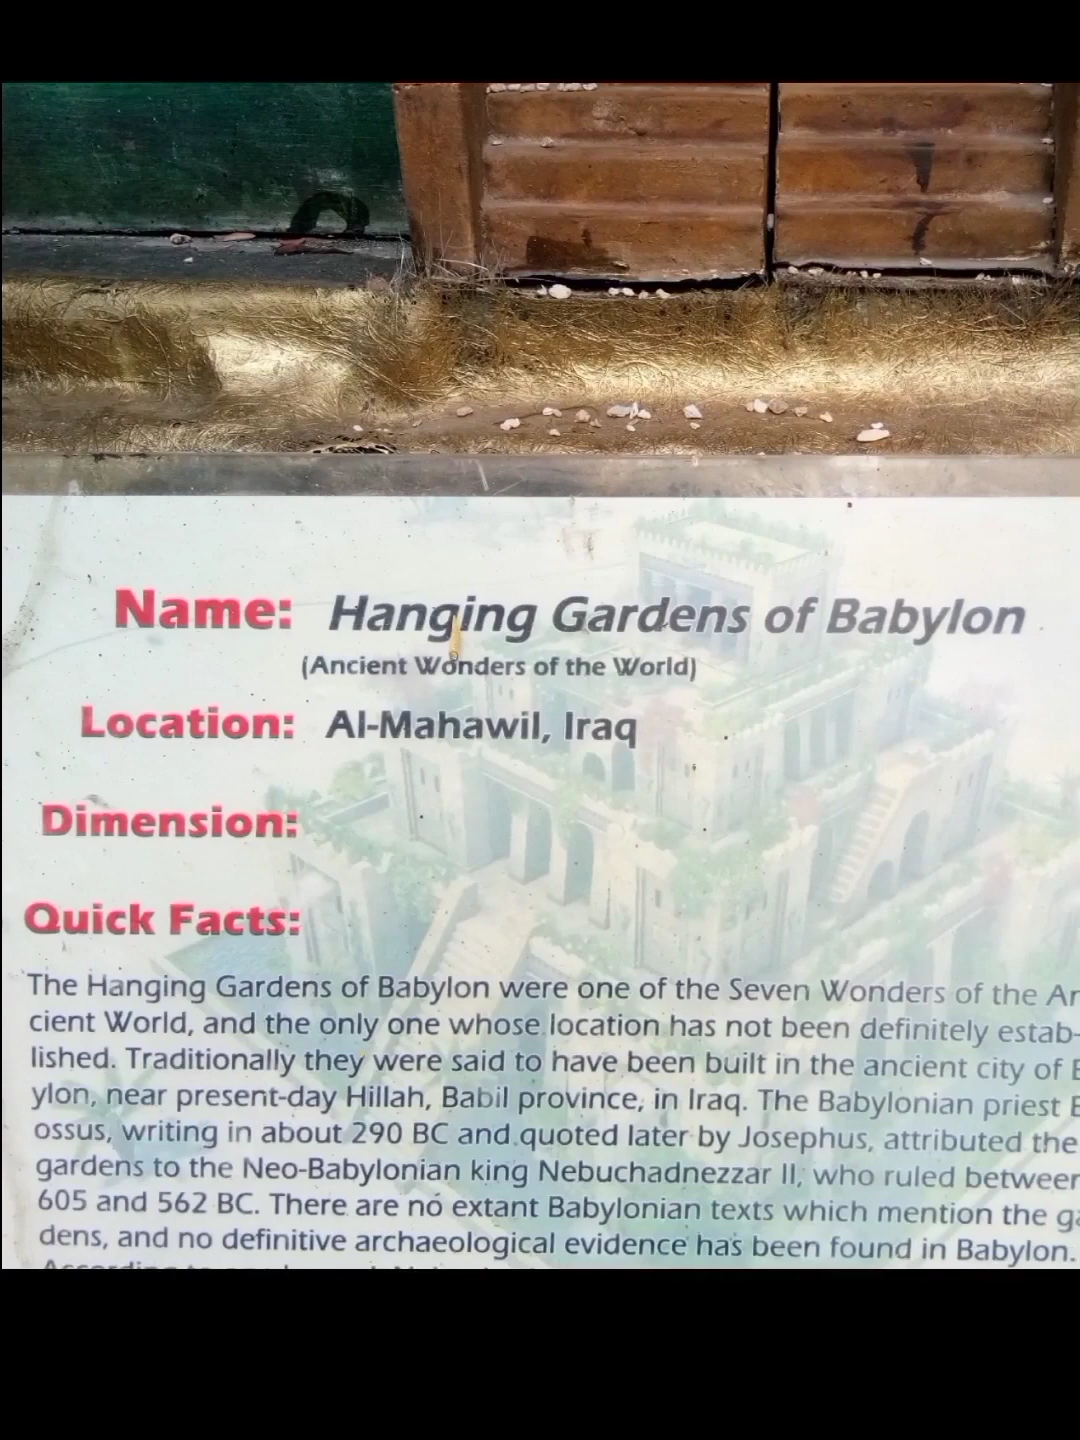 Name: Hanging Gardens of Babylon
(Ancient Wonders of the World)
Location: Al-Mahawil, Iraq
Dimension:
Quick Facts:
The Hanging Gardens of Babylon were one of the Seven Wonders of the An
cient World, and the only one whose location has not been definitely estab-
lished. Traditionally they were said to have been built in the ancient city of
ylon, near present-day Hillah, Babil province, in Iraq. The Babylonian priest
ossus, writing in about 290 BC and quoted later by Josephus, attributed the
gardens to the Neo-Babylonian king Nebuchadnezzar II, who ruled between
605 and 562 BC. There are no extant Babylonian texts which mention the ga
dens, and no definitive archaeological evidence has been found in Babylon.